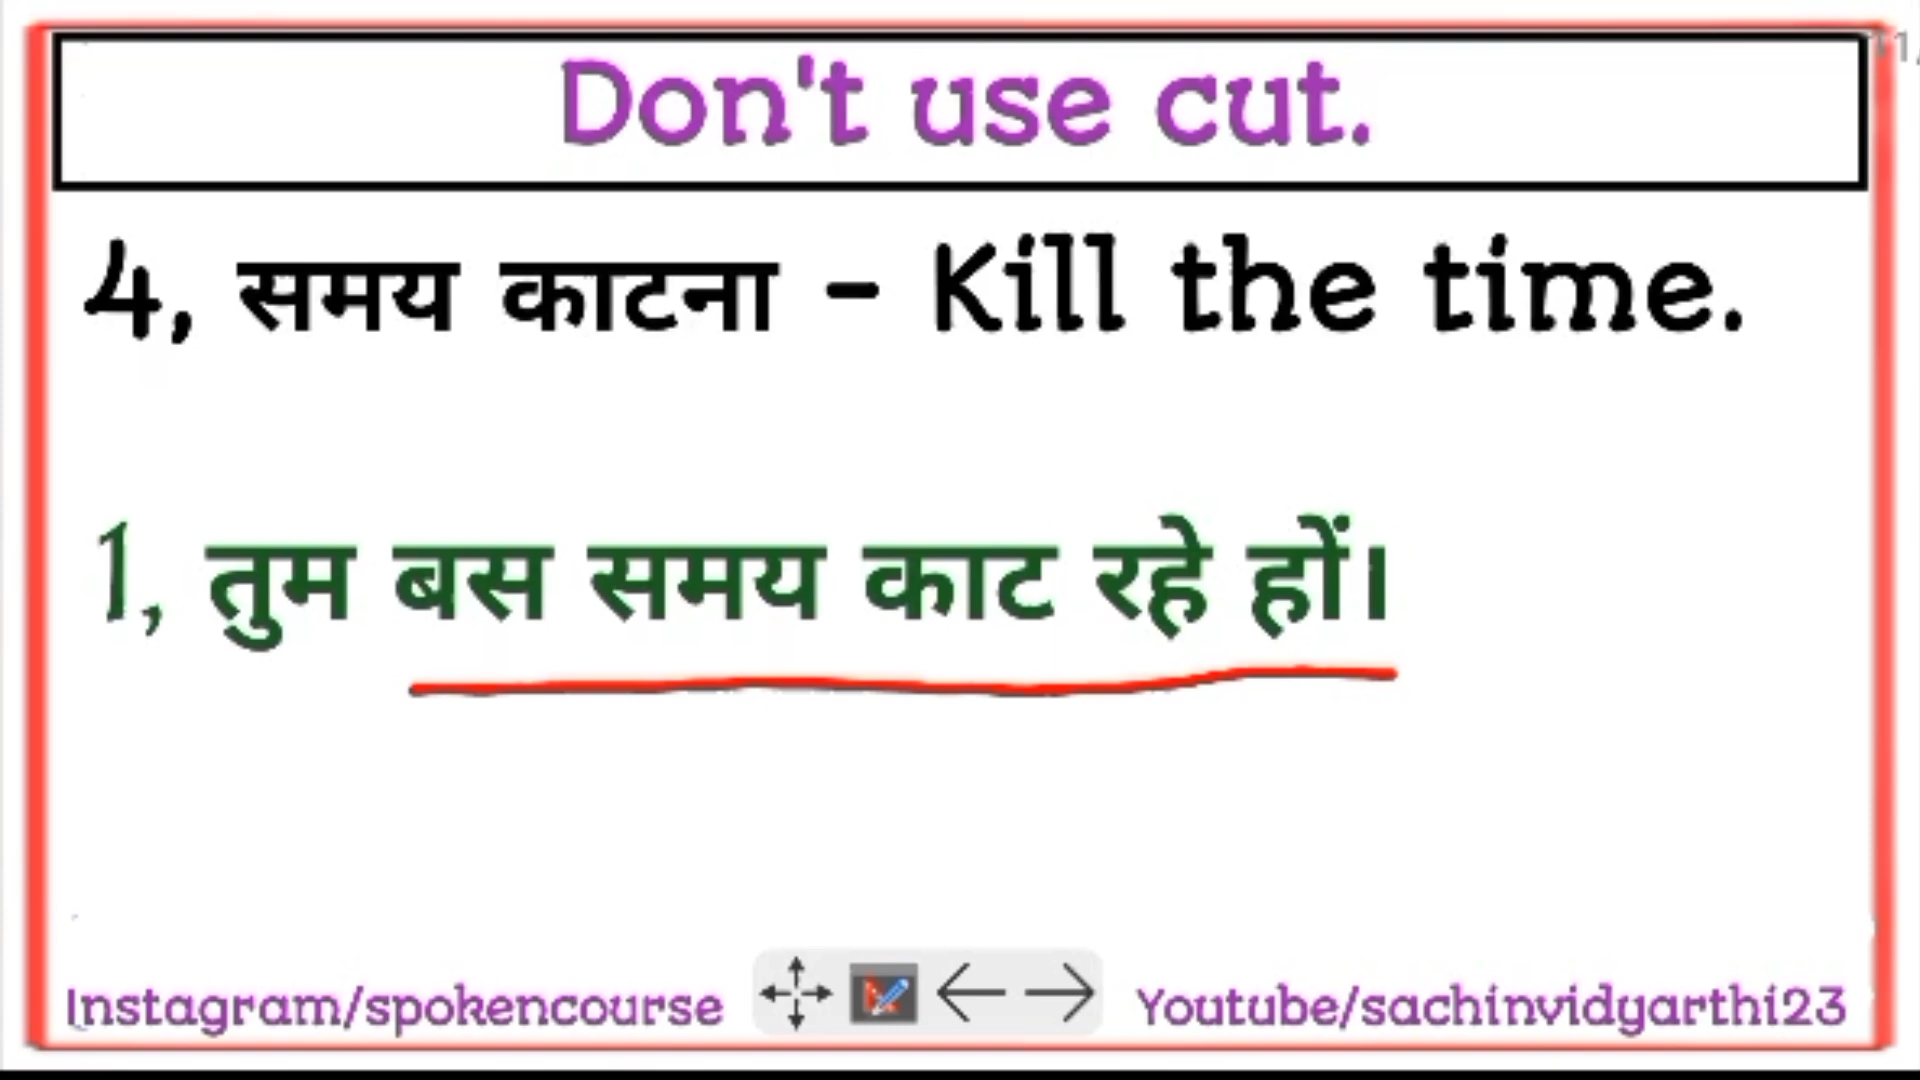 Don't use cut.
4, समय काटना - Kill the time.
1, तुम बस समय काट रहे हों।
Instagram/spokencourse
Youtube/sachinvidyarthi23